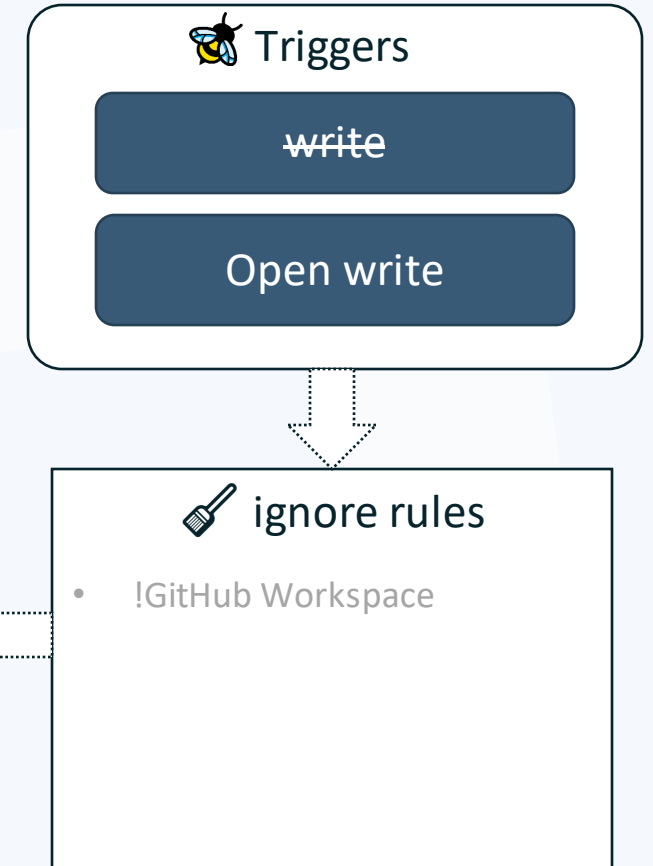 Triggers
write
Open write
ignore rules
• !GitHub Workspace